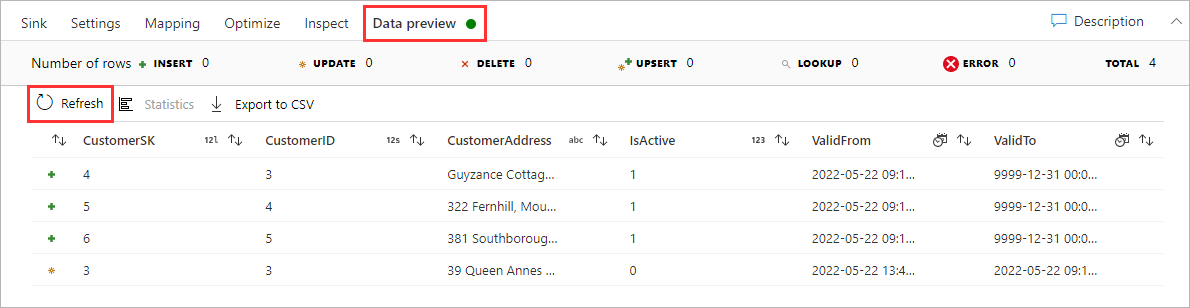 Sink Settings Mapping Optimize Inspect Data preview Description
Number of rows INSERT 0 UPDATE 0 DELETE 0 UPSERT 0 LOOKUP 0 ERROR 0 TOTAL 4
Refresh Statistics Export to CSV
CustomerSK 12l CustomerID 12s CustomerAddress abc IsActive 123 ValidFrom ValidTo
4 3 Guyzance Cottag... 1 2022-05-22 09:1... 9999-12-31 00:0...
5 4 322 Fernhill, Mou... 1 2022-05-22 09:1... 9999-12-31 00:0...
6 5 381 Southboroug... 1 2022-05-22 09:1... 9999-12-31 00:0...
3 3 39 Queen Annes ... 0 2022-05-22 13:4... 2022-05-22 09:1...